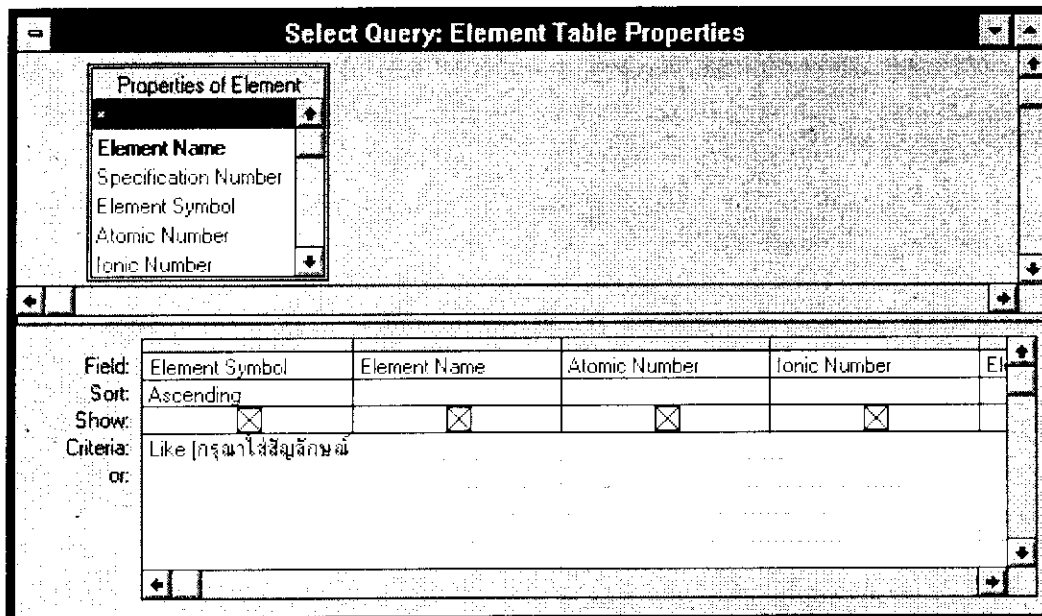 Select Query: Element Table Properties
Properties of Element
*
Element Name
Specification Number
Element Symbol
Atomic Number
Ionic Number
Field: Element Symbol Element Name Atomic Number Ionic Number Ele
Sort: Ascending
Show:
Criteria: Like [กรุณาใส่สัญลักษณ์
or: